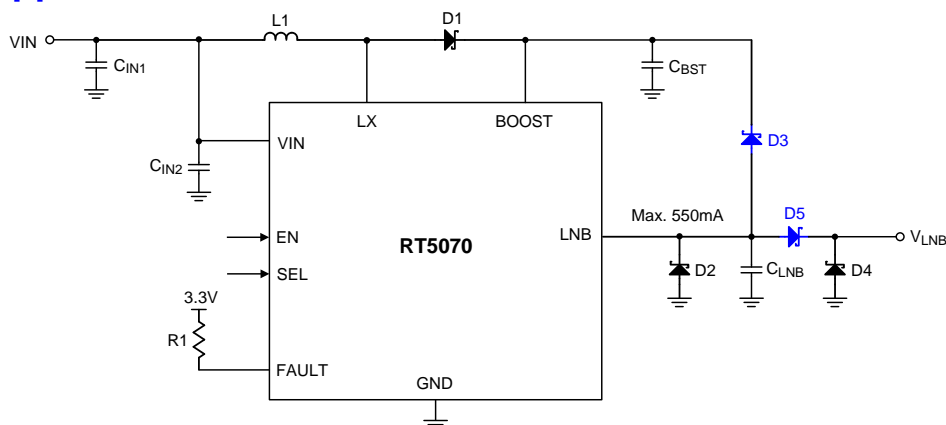 L1
D1
VIN
CIN1
CBST
LX
BOOST
VIN
D3
CIN2
Max. 550mA
D5
EN
RT5070
LNB
VLNB
SEL
D2
CLNB
D4
3.3V
R1
FAULT
GND